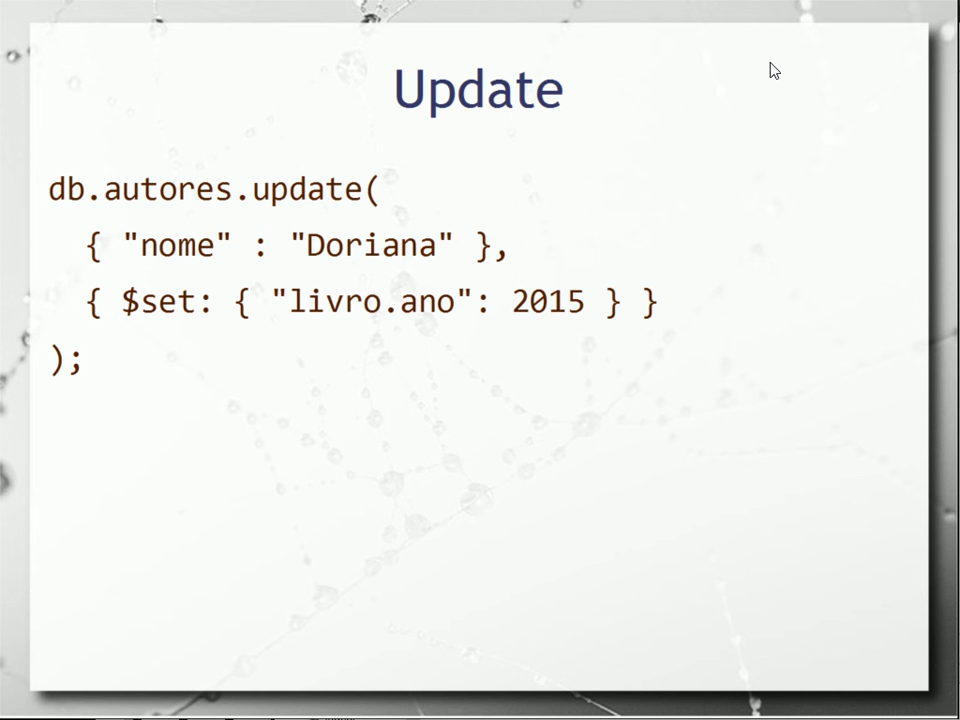 Update
db.autores.update(
{ "nome" : "Doriana" },
{ $set: { "livro.ano": 2015 } }
);